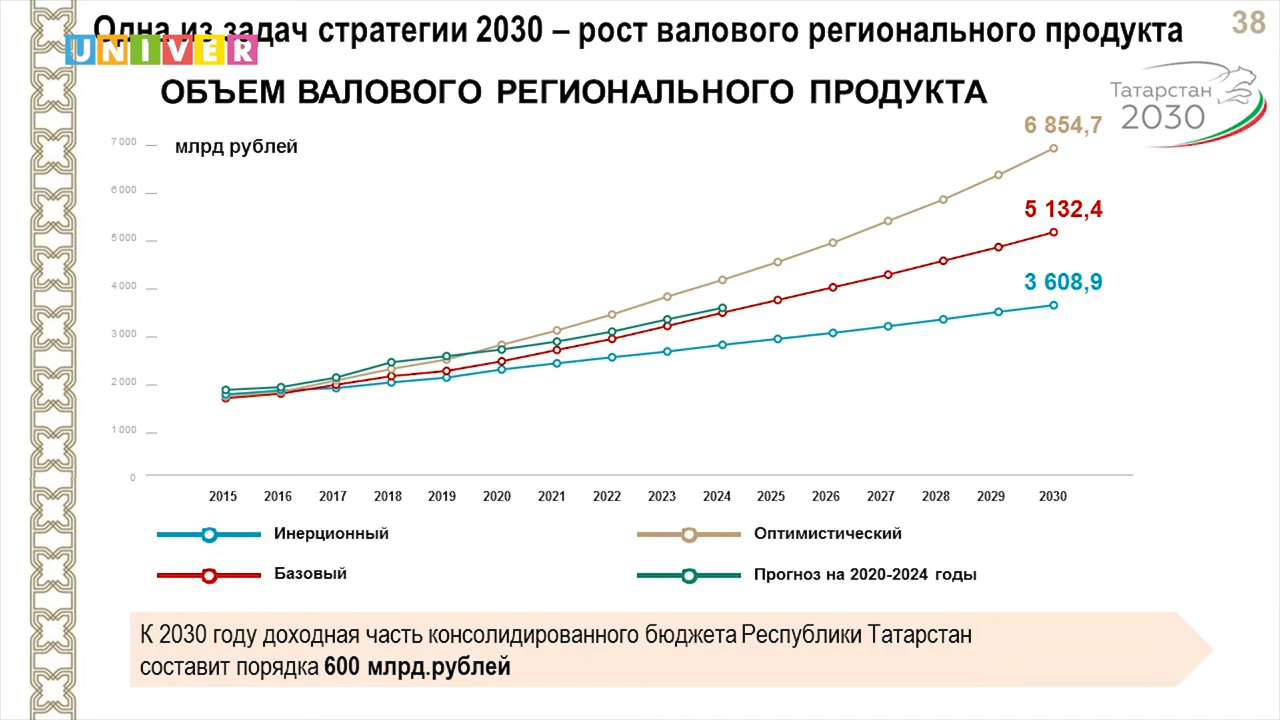 Одна из задач стратегии 2030 – рост валового регионального продукта
38
UNIVER
ОБЪЕМ ВАЛОВОГО РЕГИОНАЛЬНОГО ПРОДУКТА
Татарстан
2030
млрд рублей
7 000
6 000
5 000
4 000
3 000
2 000
1 000
0
6 854,7
5 132,4
3 608,9
2015 2016 2017 2018 2019 2020 2021 2022 2023 2024 2025 2026 2027 2028 2029 2030
Инерционный
Оптимистический
Базовый
Прогноз на 2020-2024 годы
К 2030 году доходная часть консолидированного бюджета Республики Татарстан
составит порядка 600 млрд.рублей